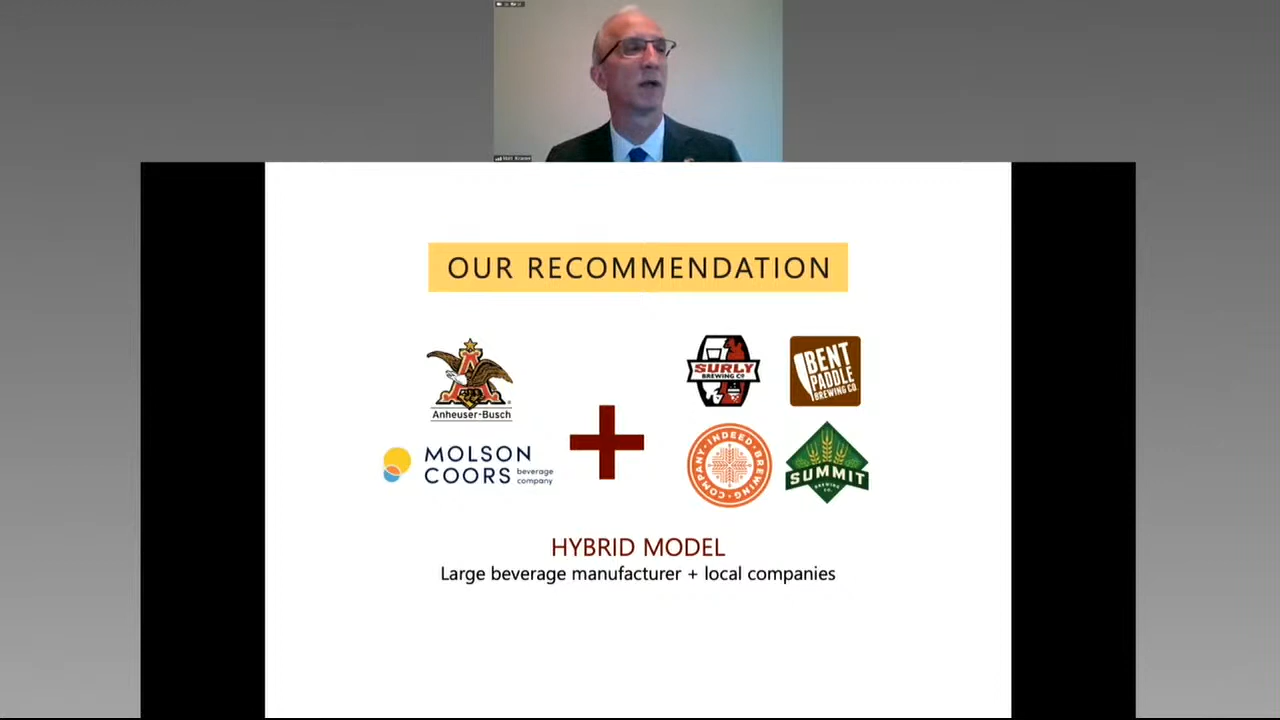 OUR RECOMMENDATION
Anheuser-Busch
MOLSON
COORS beverage
company
SURLY
BREWING CO
BENT
PADDLE
BREWING CO.
INDEED BREWING
COMPANY
SUMMIT
BREWING
CO.
HYBRID MODEL
Large beverage manufacturer + local companies